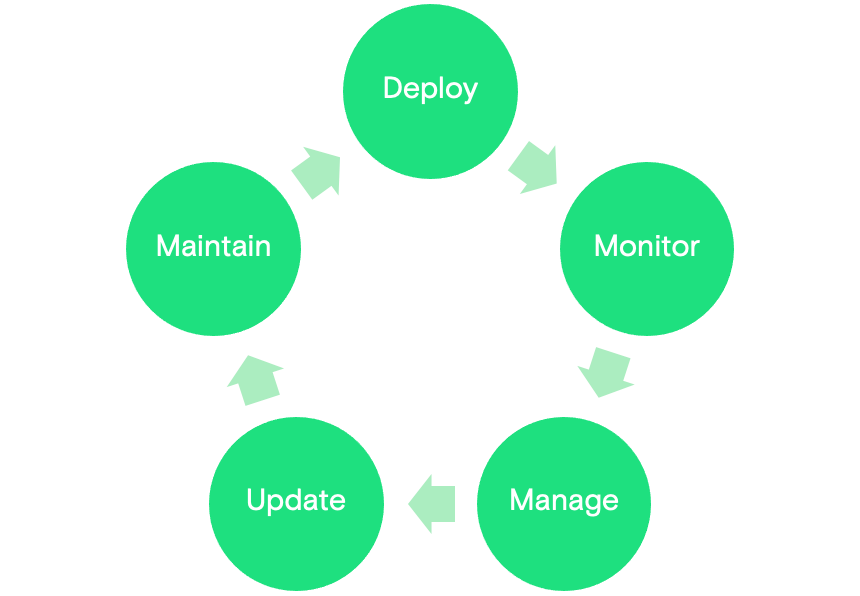 Deploy
Monitor
Manage
Update
Maintain